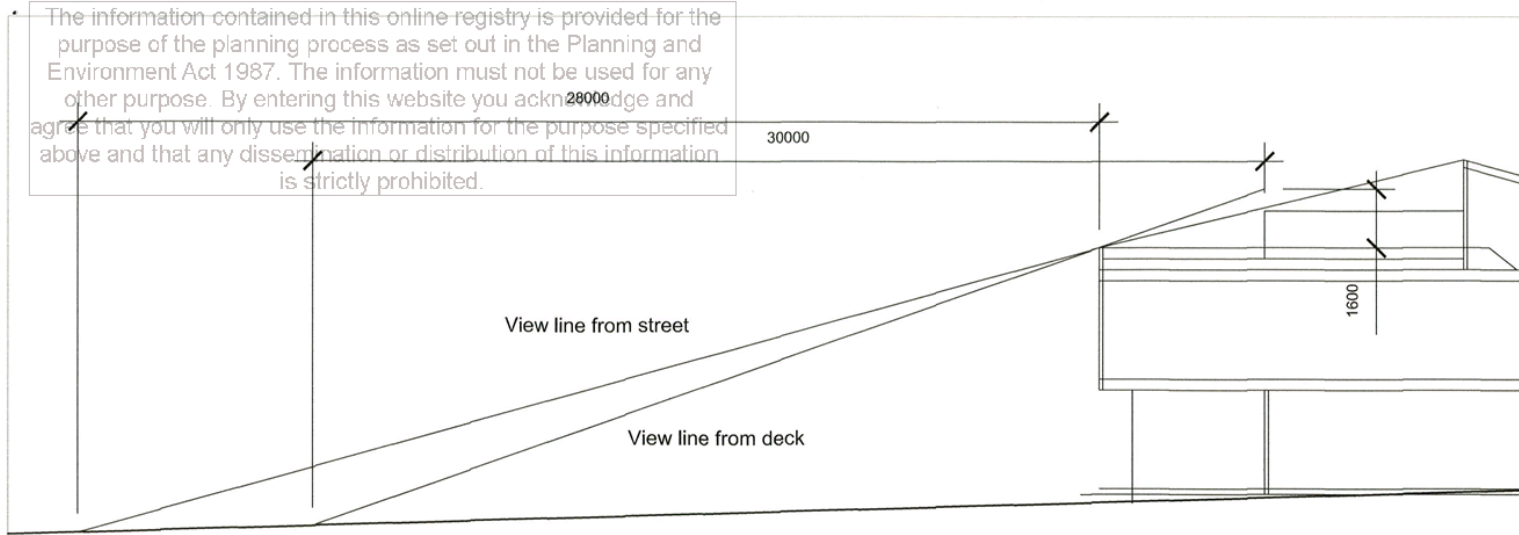 The information contained in this online registry is provided for the
purpose of the planning process as set out in the Planning and
Environment Act 1987. The information must not be used for any
other purpose. By entering this website you acknowledge and
agree that you will only use the information for the purpose specified
above and that any dissemination or distribution of this information
is strictly prohibited.
28000
30000
1600
View line from street
View line from deck